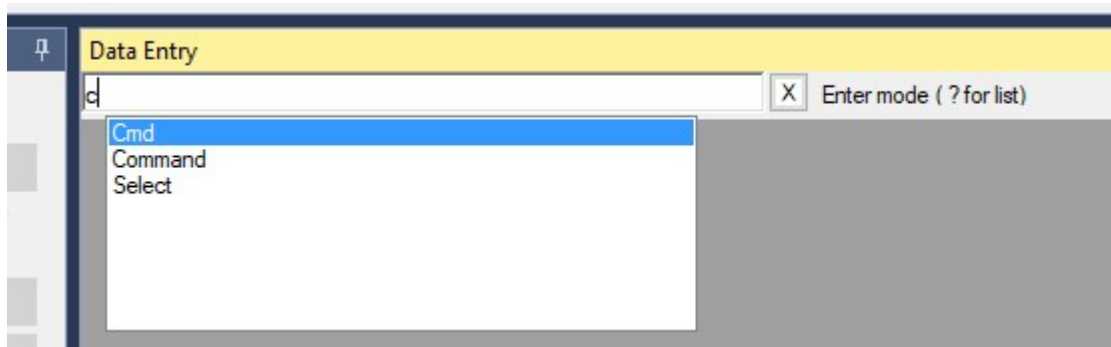 Data Entry
c
X Enter mode ( ? for list)
Cmd
Command
Select